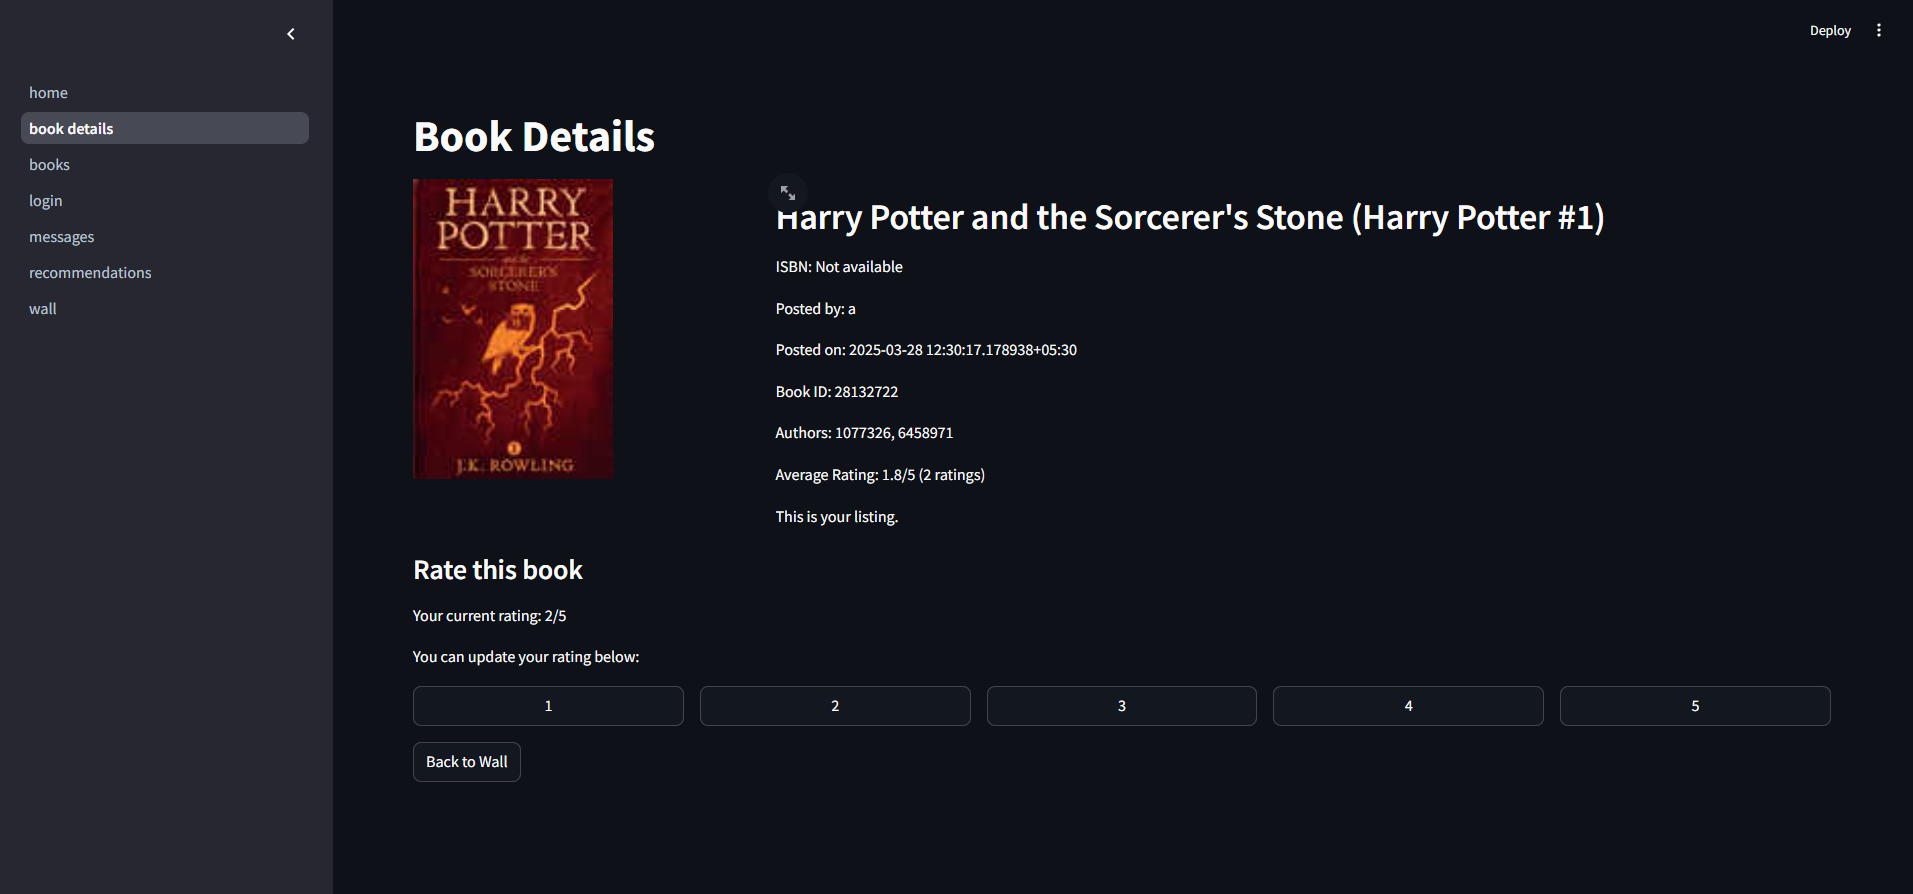 Deploy
home
book details
books
login
messages
recommendations
wall
Book Details
HARRY
POTTER
and the
SORCERER'S
STONE
1
J.K. ROWLING
Harry Potter and the Sorcerer's Stone (Harry Potter #1)
ISBN: Not available
Posted by: a
Posted on: 2025-03-28 12:30:17.178938+05:30
Book ID: 28132722
Authors: 1077326, 6458971
Average Rating: 1.8/5 (2 ratings)
This is your listing.
Rate this book
Your current rating: 2/5
You can update your rating below:
1 2 3 4 5
Back to Wall